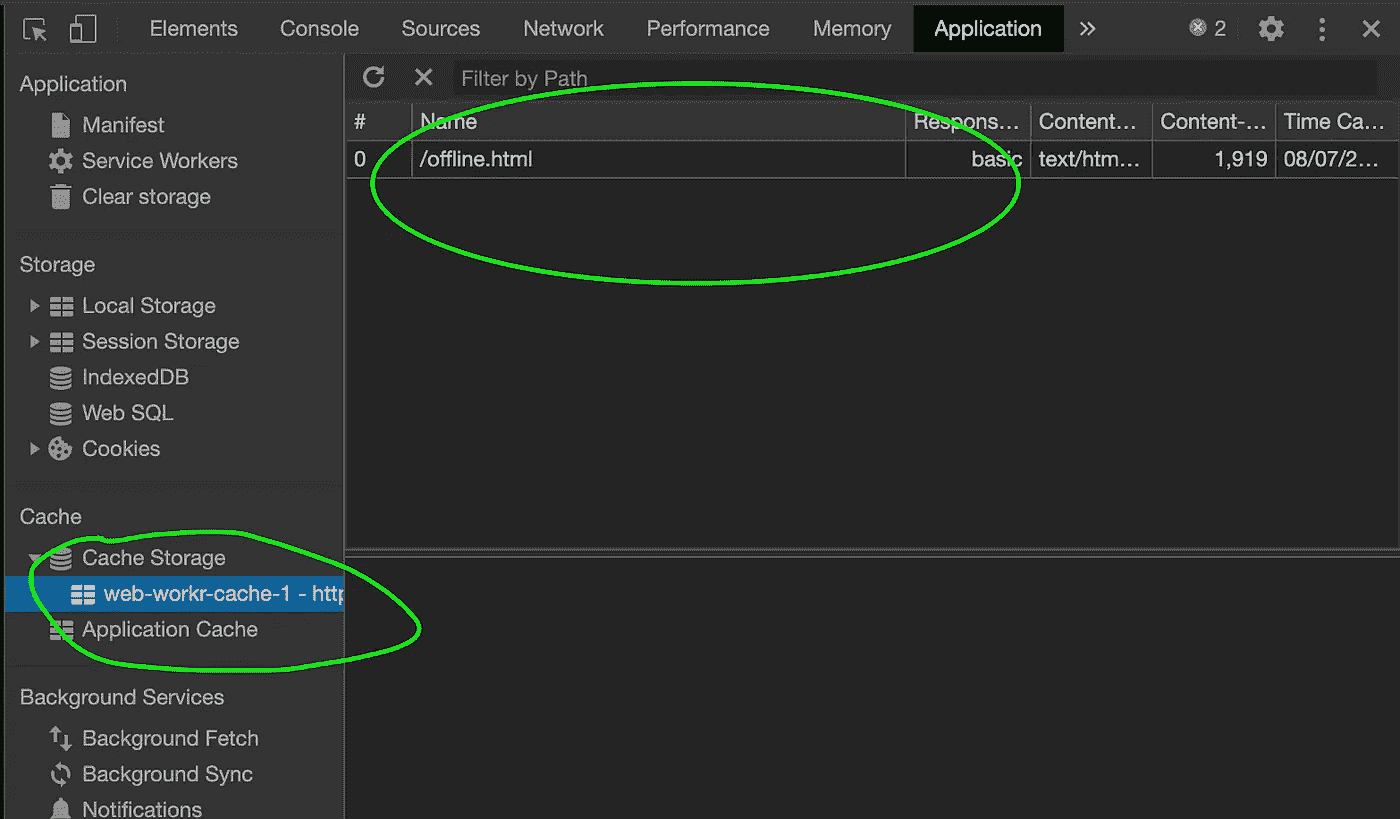 Elements Console Sources Network Performance Memory Application » 2
Application
Manifest
Service Workers
Clear storage
Storage
Local Storage
Session Storage
IndexedDB
Web SQL
Cookies
Cache
Cache Storage
web-workr-cache-1 - http
Application Cache
Background Services
Background Fetch
Background Sync
Notifications
Filter by Path
# Name Respons... Content... Content-... Time Ca...
0 /offline.html basic text/htm... 1,919 08/07/2...